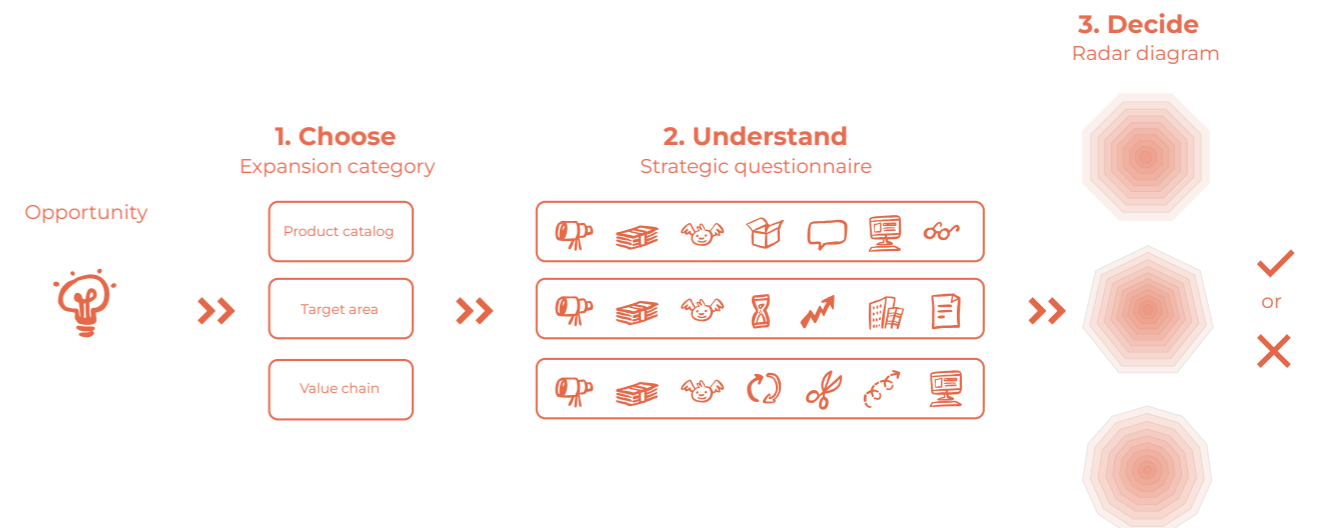 Opportunity
1. Choose
Expansion category
Product catalog
Target area
Value chain
2. Understand
Strategic questionnaire
3. Decide
Radar diagram
or